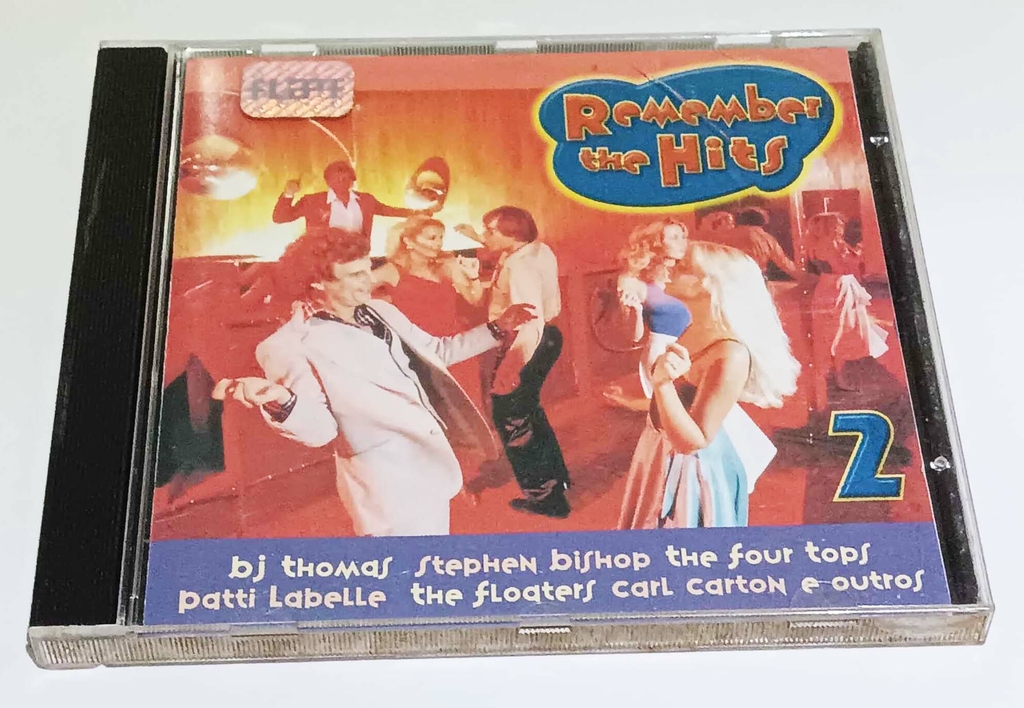 Remember
the Hits
2
bj thomas stephen bishop the four tops
patti labelle the floaters carl carton e outros